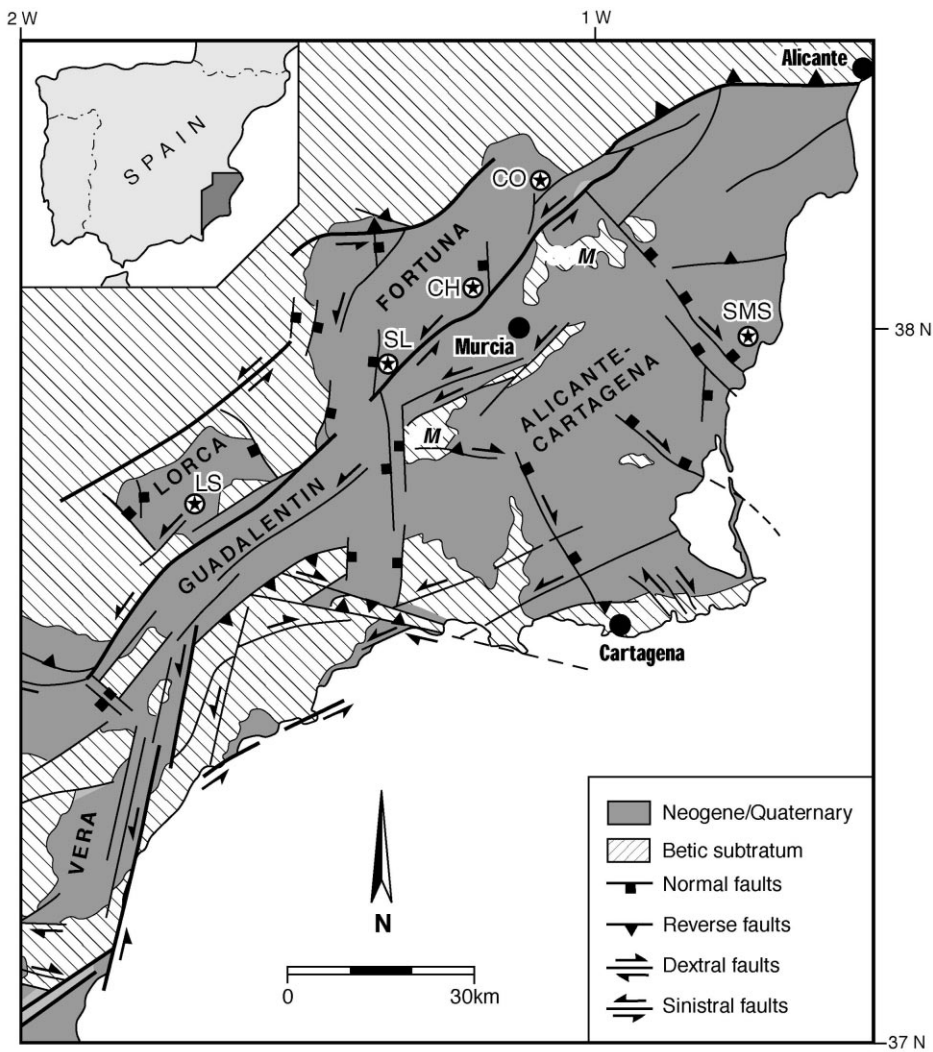 2 W
1 W
Alicante
SPAIN
CO
FORTUNA
M
CH
SMS
38 N
SL
Murcia
ALICANTE-
CARTAGENA
M
LORCA
LS
GUADALENTIN
Cartagena
VERA
N
0 30km
Neogene/Quaternary
Betic subtratum
Normal faults
Reverse faults
Dextral faults
Sinistral faults
37 N